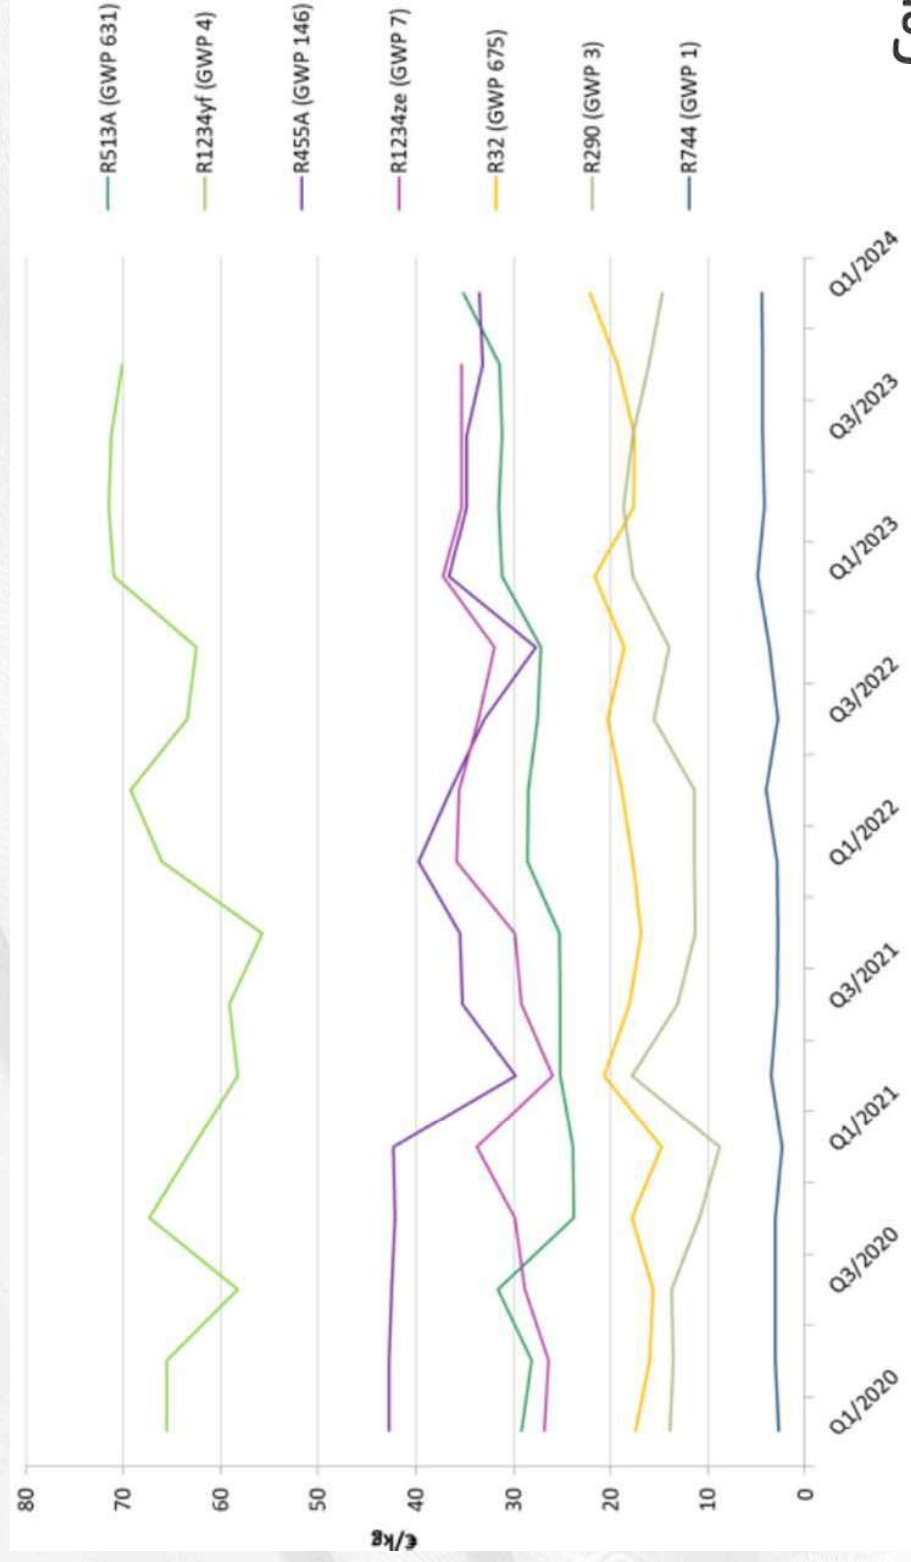 80
70
60
50
40
30
20
10
0
€/kg
Q1/2020
Q3/2020
Q1/2021
Q3/2021
Q1/2022
Q3/2022
Q1/2023
Q3/2023
Q1/2024
R513A (GWP 631)
R1234yf (GWP 4)
R455A (GWP 146)
R1234ze (GWP 7)
R32 (GWP 675)
R290 (GWP 3)
R744 (GWP 1)